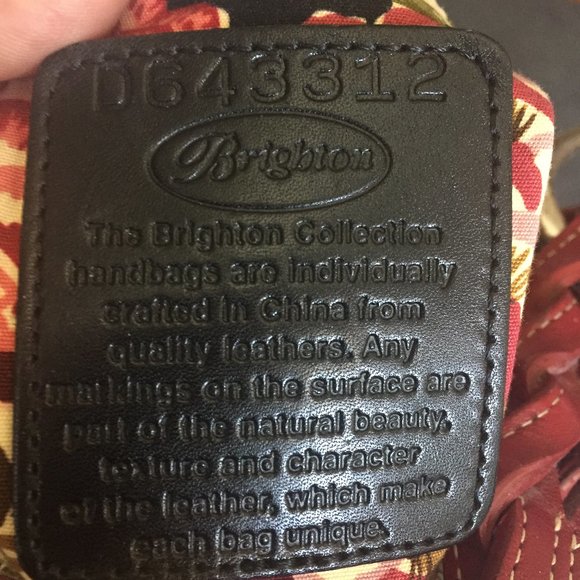 D643312
Brighton
The Brighton Collection
handbags are individually
crafted in China from
quality leathers. Any
markings on the surface are
part of the natural beauty,
texture and character
of the leather, which make
each bag unique.